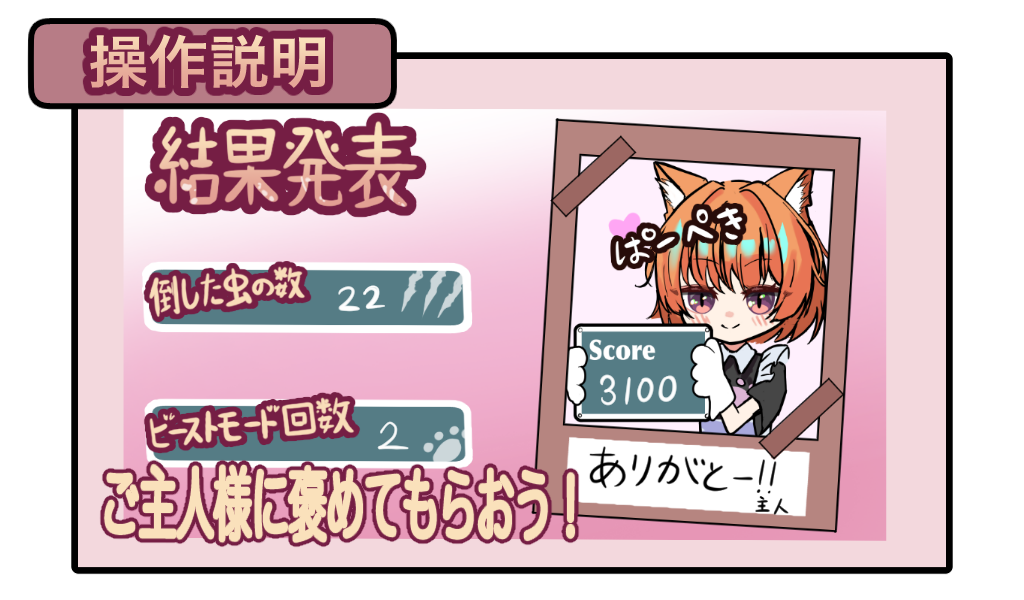 操作説明
結果発表
倒した虫の数 22
ビーストモード回数 2
ご主人様に褒めてもらおう！
ぱーぺき
Score
3100
ありがとー!!
主人